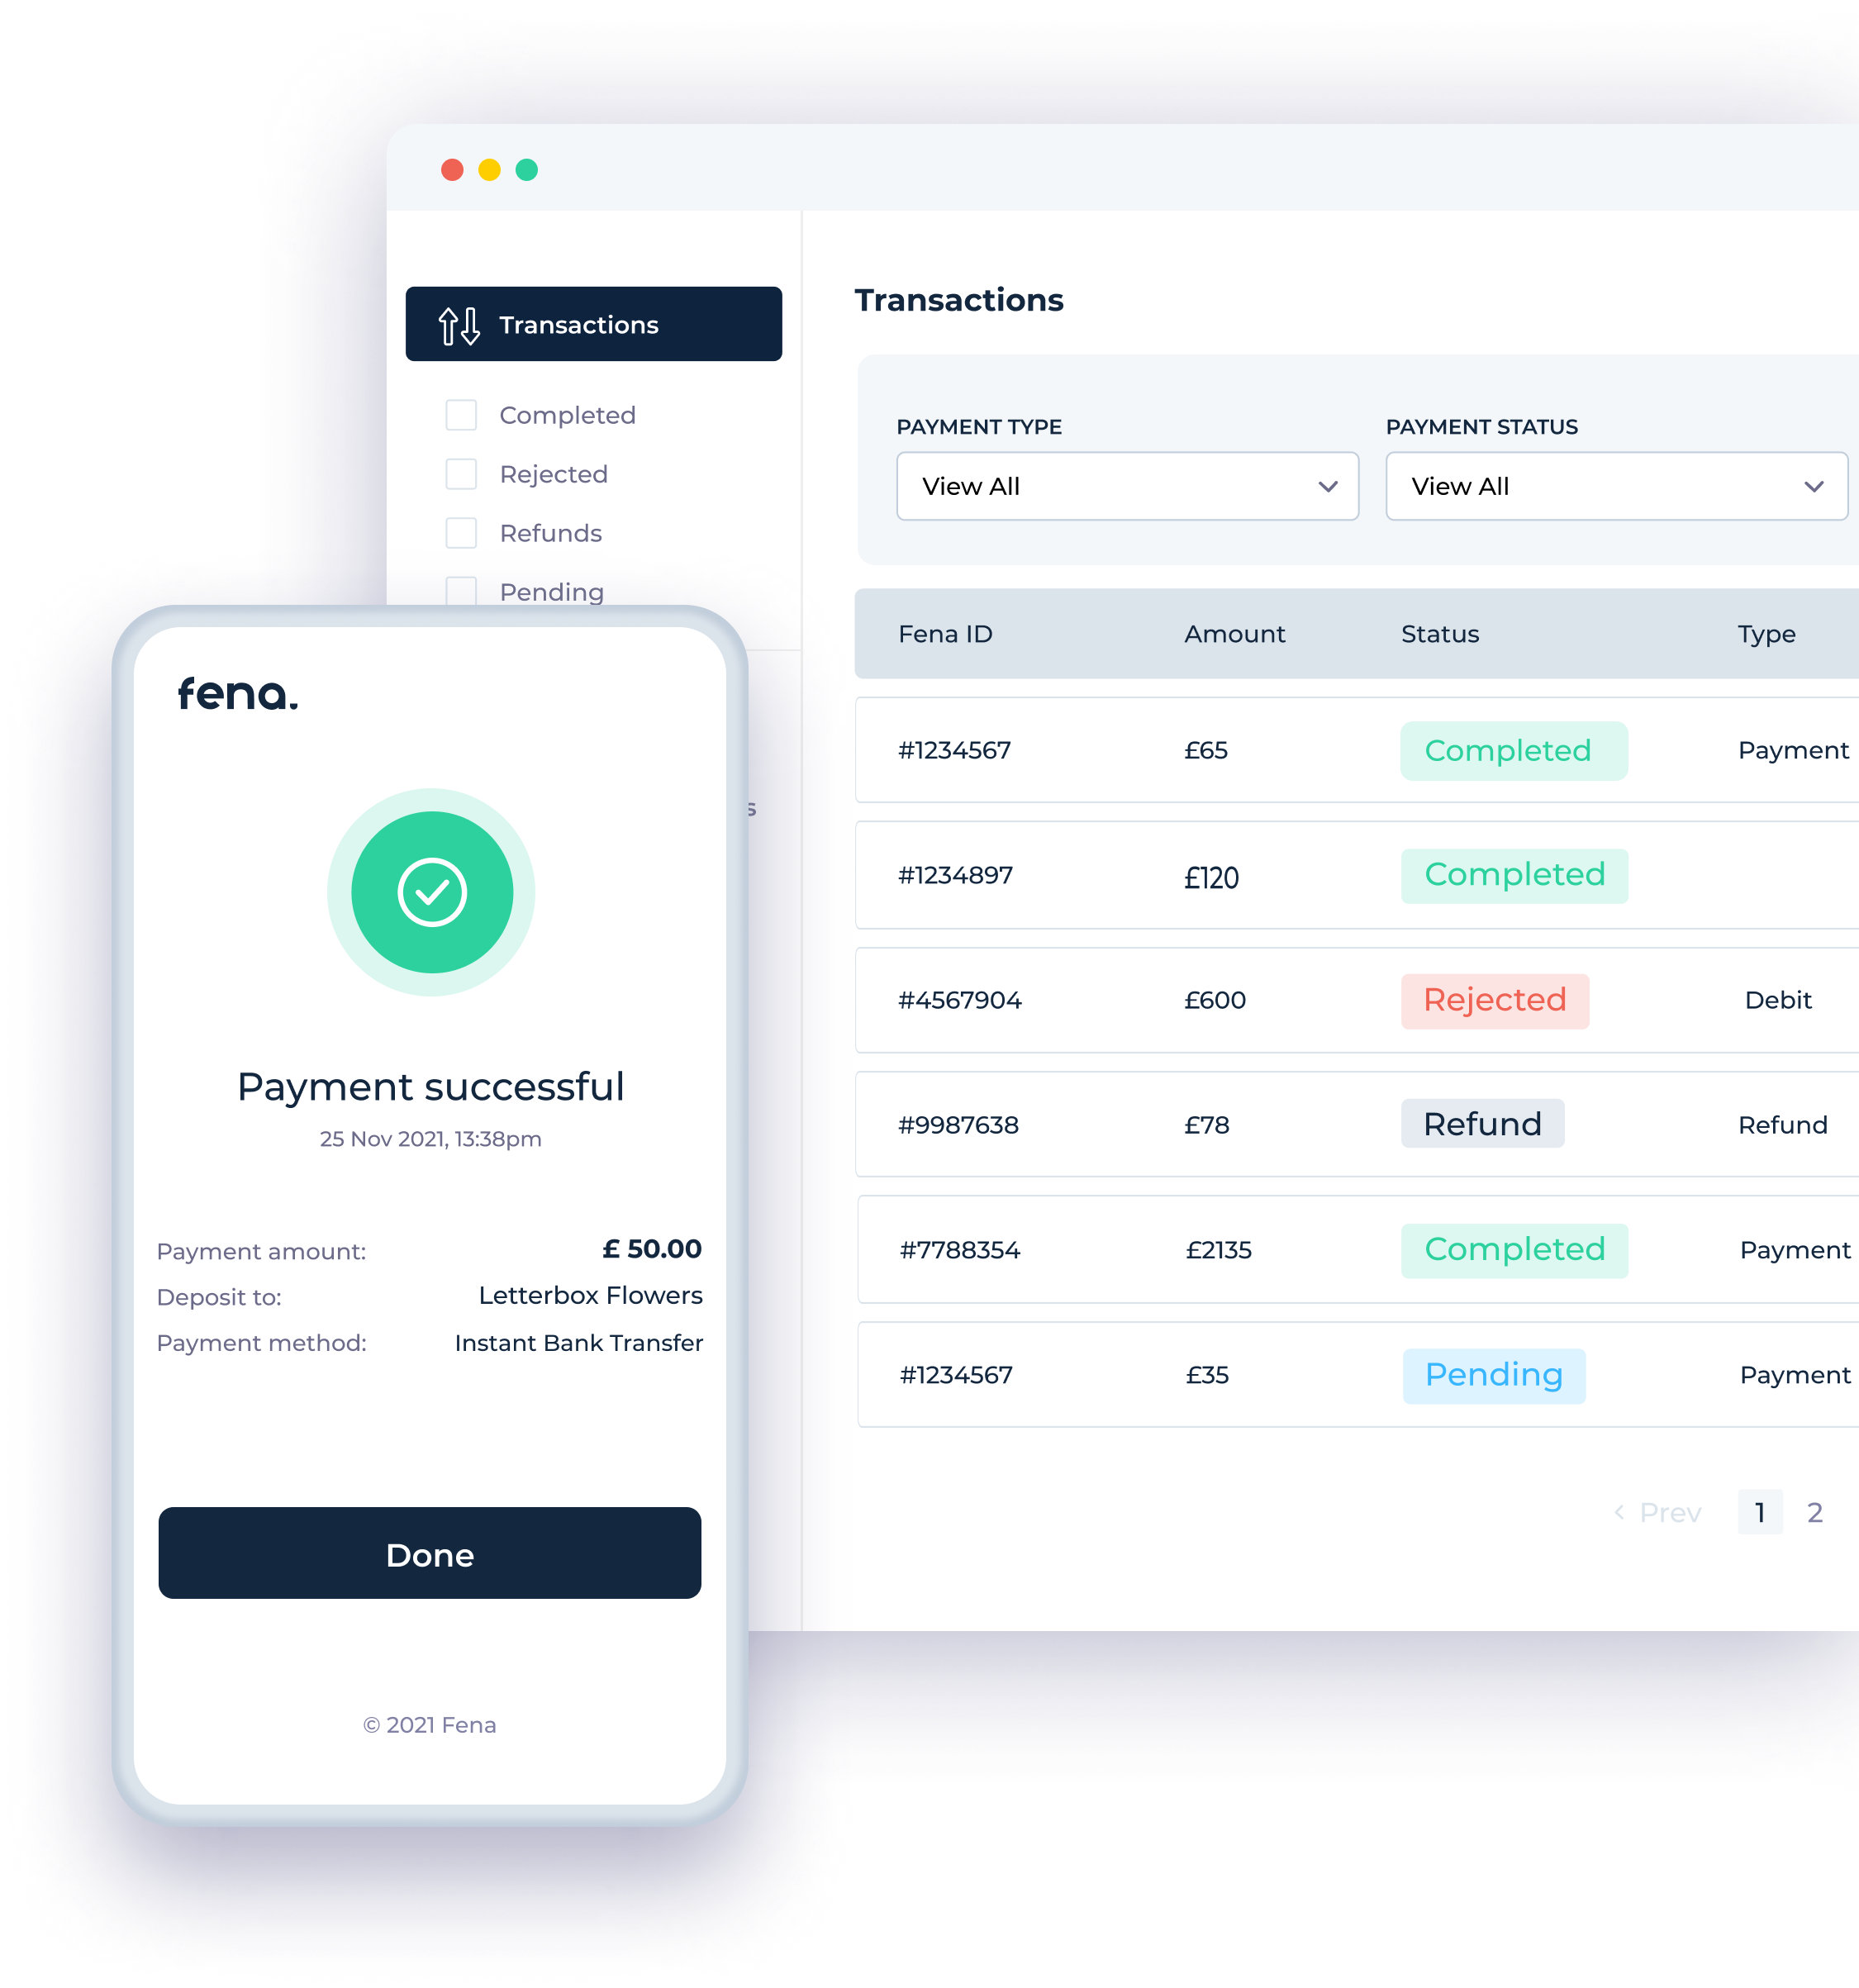 Transactions
Completed
Rejected
Refunds
Pending
Transactions
PAYMENT TYPE PAYMENT STATUS
View All View All
Fena ID Amount Status Type
#1234567 £65 Completed Payment
#1234897 £120 Completed
#4567904 £600 Rejected Debit
#9987638 £78 Refund Refund
#7788354 £2135 Completed Payment
#1234567 £35 Pending Payment
Prev 1 2
fena.
Payment successful
25 Nov 2021, 13:38pm
Payment amount: £ 50.00
Deposit to: Letterbox Flowers
Payment method: Instant Bank Transfer
Done
© 2021 Fena